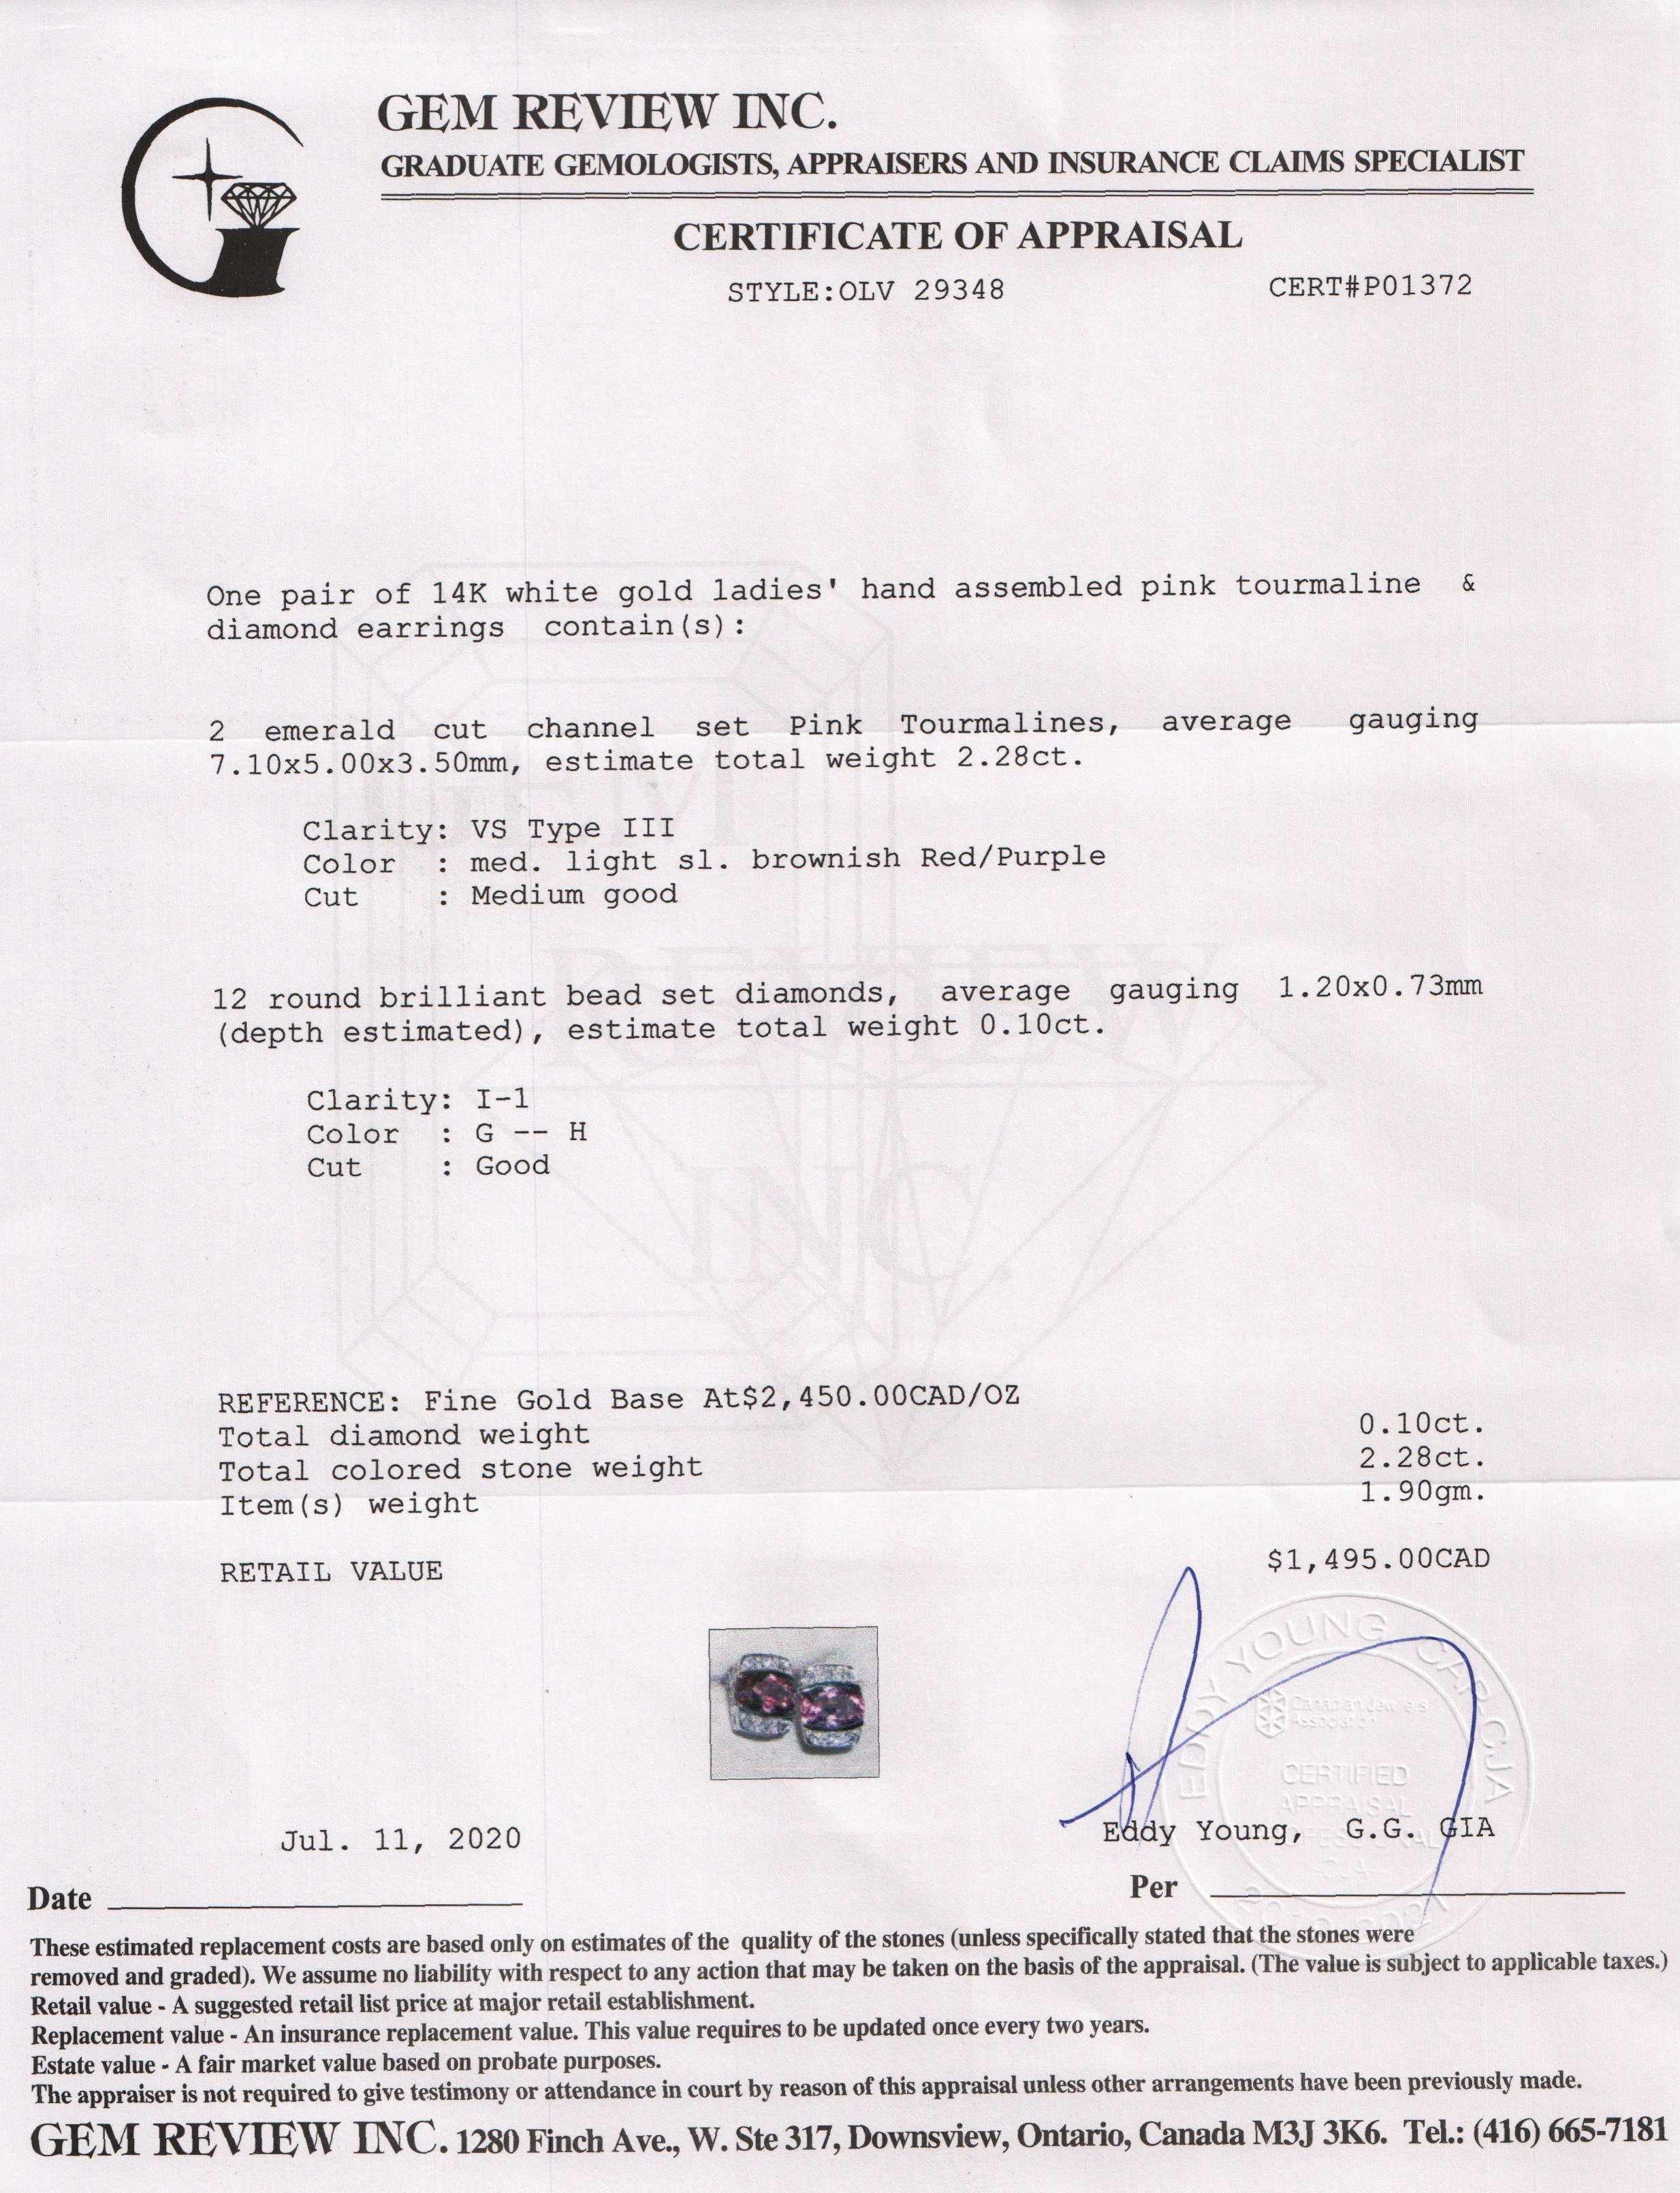 GEM REVIEW INC.
GRADUATE GEMOLOGISTS, APPRAISERS AND INSURANCE CLAIMS SPECIALIST
CERTIFICATE OF APPRAISAL
STYLE:OLV 29348 CERT#P01372
One pair of 14K white gold ladies' hand assembled pink tourmaline &
diamond earrings contain(s):
2 emerald cut channel set Pink Tourmalines, average gauging
7.10x5.00x3.50mm, estimate total weight 2.28ct.
Clarity: VS Type III
Color : med. light sl. brownish Red/Purple
Cut : Medium good
12 round brilliant bead set diamonds, average gauging 1.20x0.73mm
(depth estimated), estimate total weight 0.10ct.
Clarity: I-1
Color : G -- H
Cut : Good
GEM
REVIEW
INC.
REFERENCE: Fine Gold Base At$2,450.00CAD/OZ
Total diamond weight 0.10ct.
Total colored stone weight 2.28ct.
Item(s) weight 1.90gm.
RETAIL VALUE $1,495.00CAD
EDDY YOUNG CAP-CJA
Canadian Jewellers
Association
CERTIFIED
APPRAISAL
CJA
Jul. 11, 2020
Eddy Young, G.G. GIA
Date
Per
These estimated replacement costs are based only on estimates of the quality of the stones (unless specifically stated that the stones were
removed and graded). We assume no liability with respect to any action that may be taken on the basis of the appraisal. (The value is subject to applicable taxes.)
Retail value - A suggested retail list price at major retail establishment.
Replacement value - An insurance replacement value. This value requires to be updated once every two years.
Estate value - A fair market value based on probate purposes.
The appraiser is not required to give testimony or attendance in court by reason of this appraisal unless other arrangements have been previously made.
GEM REVIEW INC. 1280 Finch Ave., W. Ste 317, Downsview, Ontario, Canada M3J 3K6. Tel.: (416) 665-7181